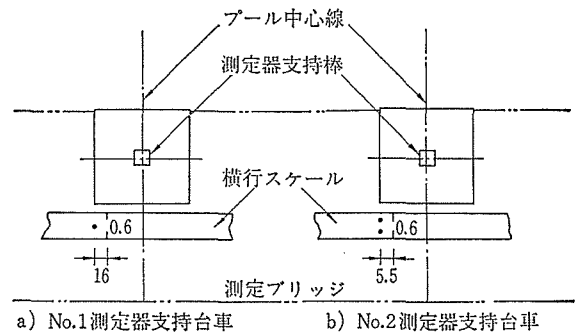 プール中心線
測定器支持棒
横行スケール
0.6
0.6
16
5.5
測定ブリッジ
a) No.1測定器支持台車
b) No.2測定器支持台車